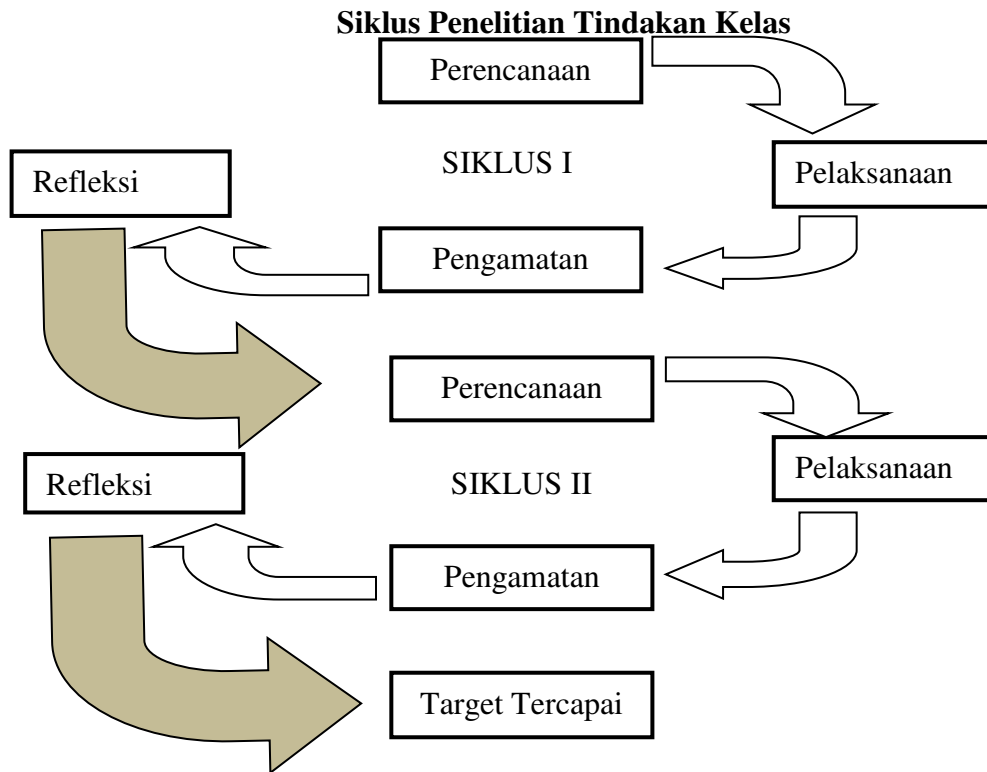 Siklus Penelitian Tindakan Kelas
Perencanaan
SIKLUS I
Pelaksanaan
Refleksi
Pengamatan
Perencanaan
Pelaksanaan
Refleksi
SIKLUS II
Pengamatan
Target Tercapai